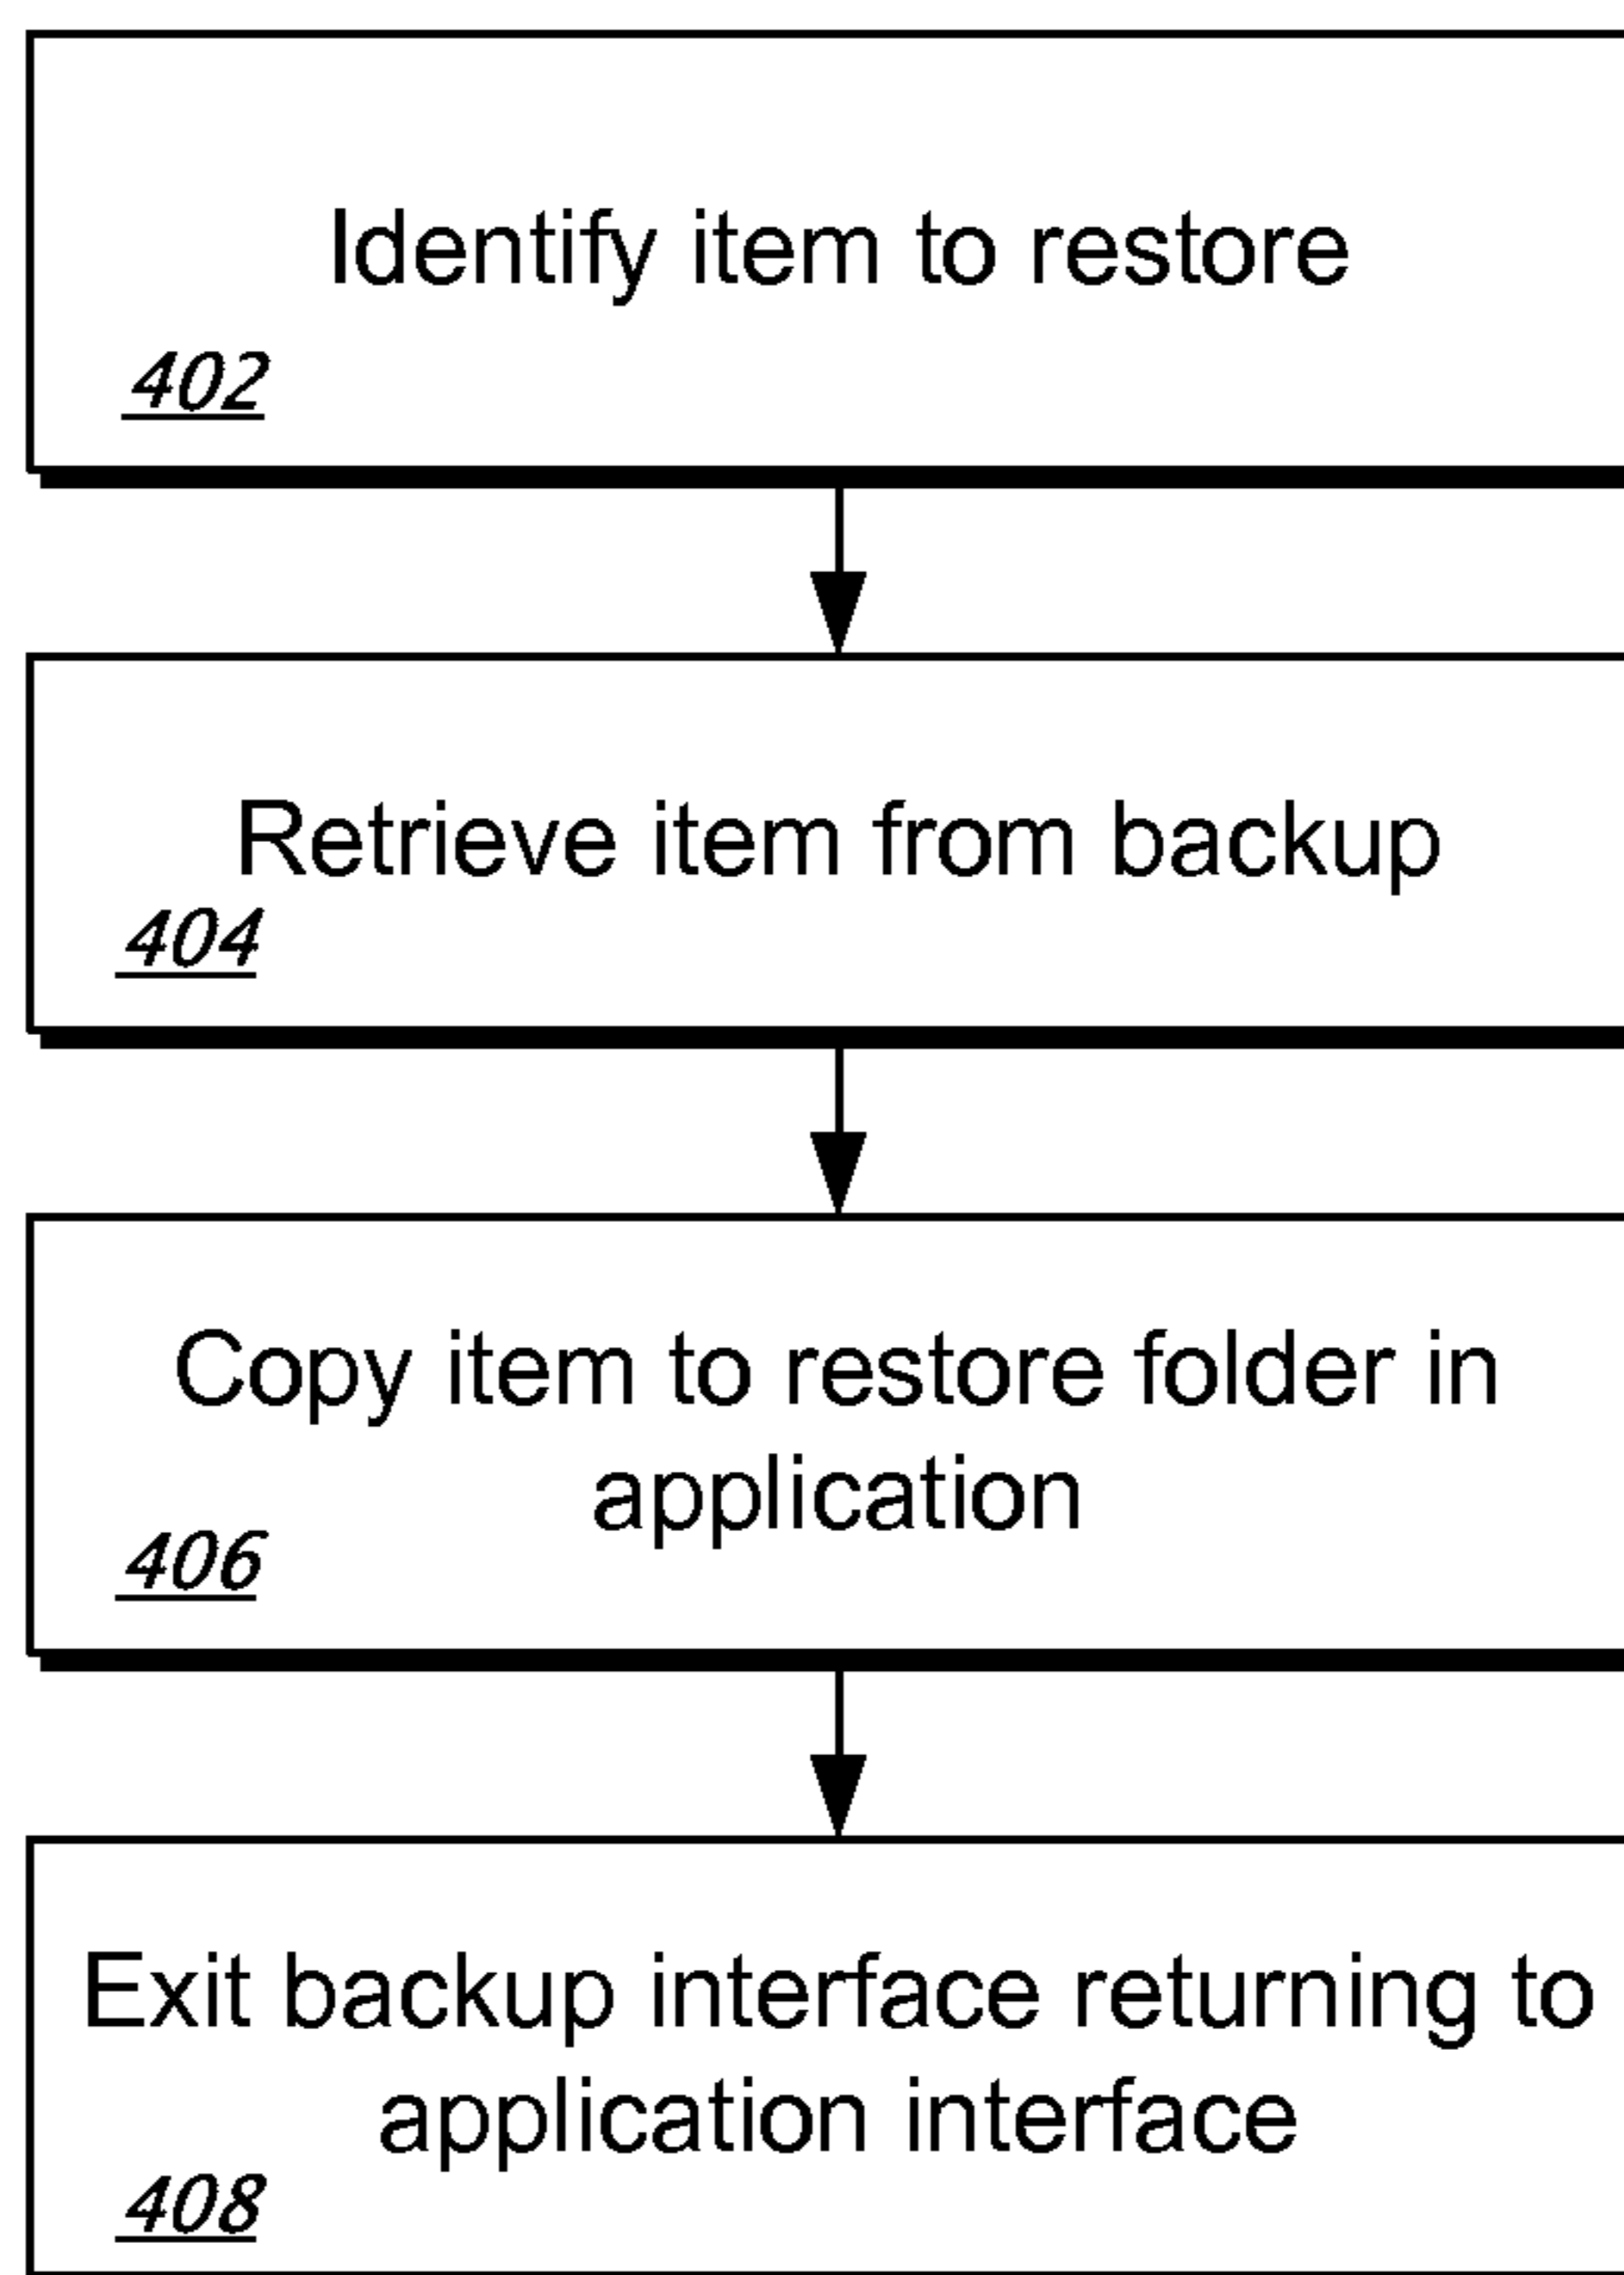 Identify item to restore
402
Retrieve item from backup
404
Copy item to restore folder in
application
406
Exit backup interface returning to
application interface
408